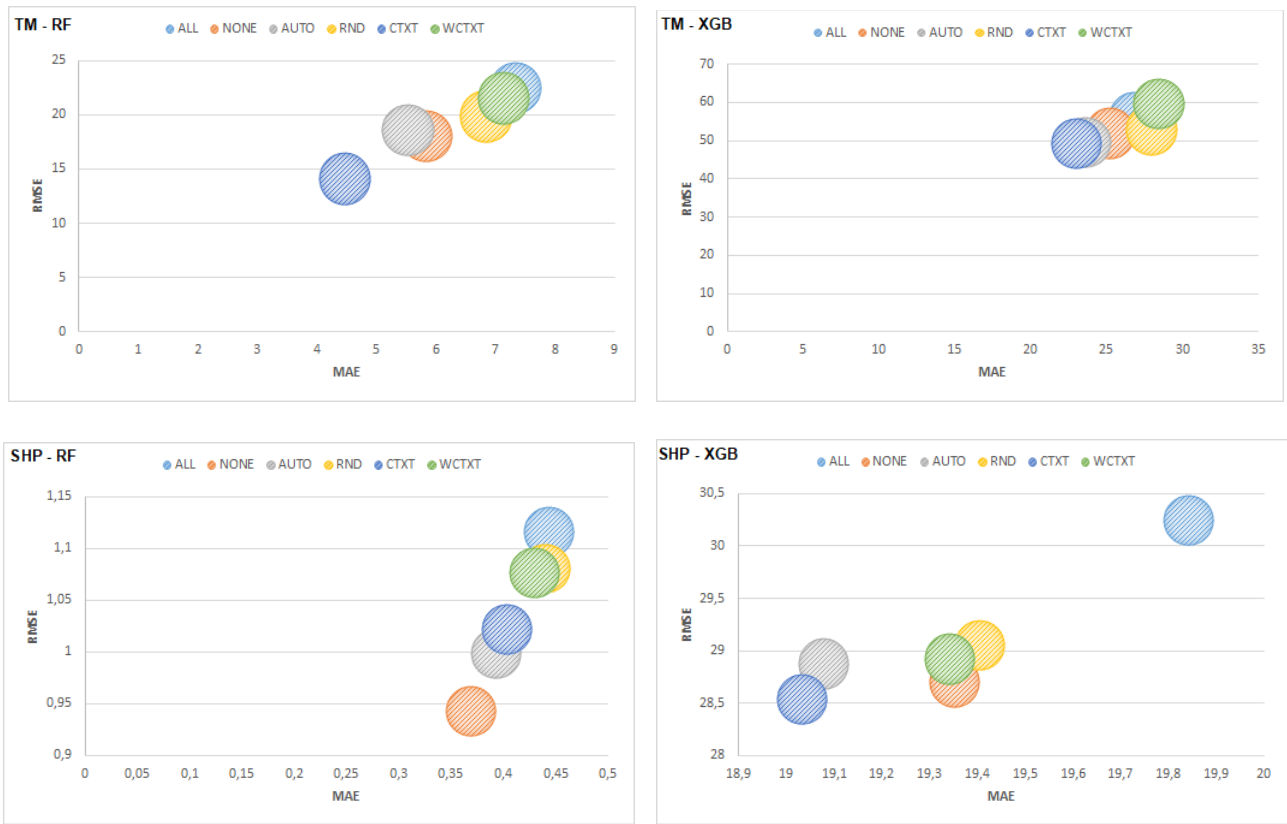 TM - RF
ALL NONE AUTO RND CTXT WCTXT
25
20
15
10
5
0
RMSE
0 1 2 3 4 5 6 7 8 9
MAE
TM - XGB
ALL NONE AUTO RND CTXT WCTXT
70
60
50
40
30
20
10
0
RMSE
0 5 10 15 20 25 30 35
MAE
SHP - RF
ALL NONE AUTO RND CTXT WCTXT
1,15
1,1
1,05
1
0,95
0,9
RMSE
0 0,05 0,1 0,15 0,2 0,25 0,3 0,35 0,4 0,45 0,5
MAE
SHP - XGB
ALL NONE AUTO RND CTXT WCTXT
30,5
30
29,5
29
28,5
28
RMSE
18,9 19 19,1 19,2 19,3 19,4 19,5 19,6 19,7 19,8 19,9 20
MAE